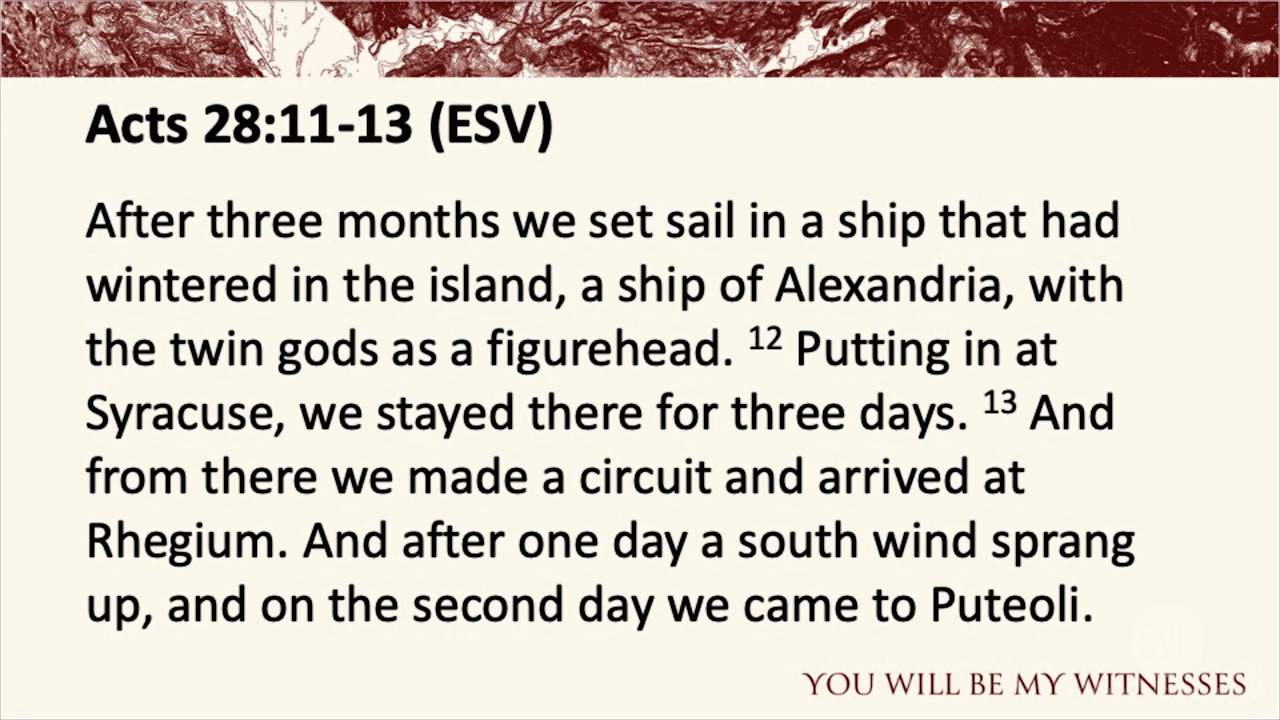 Acts 28:11-13 (ESV)
After three months we set sail in a ship that had
wintered in the island, a ship of Alexandria, with
the twin gods as a figurehead. ¹² Putting in at
Syracuse, we stayed there for three days. ¹³ And
from there we made a circuit and arrived at
Rhegium. And after one day a south wind sprang
up, and on the second day we came to Puteoli.
YOU WILL BE MY WITNESSES